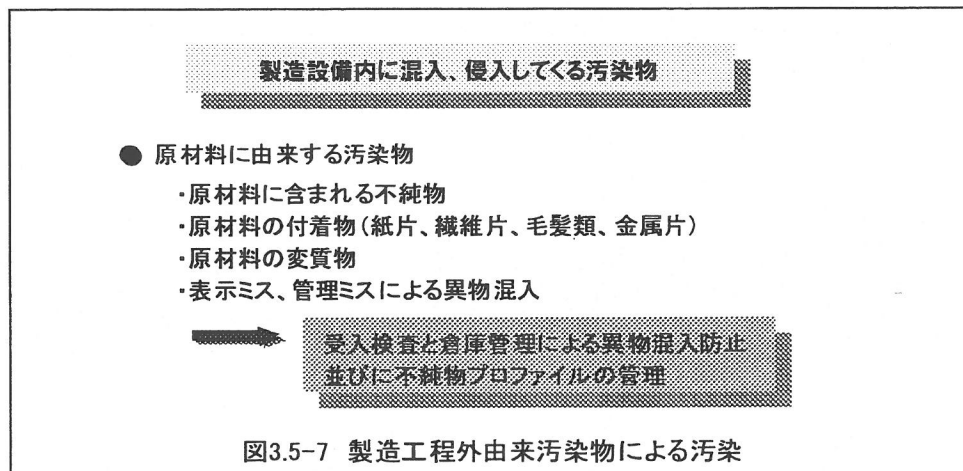 製造設備内に混入、侵入してくる汚染物
● 原材料に由来する汚染物
・原材料に含まれる不純物
・原材料の付着物(紙片、繊維片、毛髪類、金属片)
・原材料の変質物
・表示ミス、管理ミスによる異物混入
受入検査と倉庫管理による異物混入防止
並びに不純物プロファイルの管理
図3.5-7 製造工程外由来汚染物による汚染